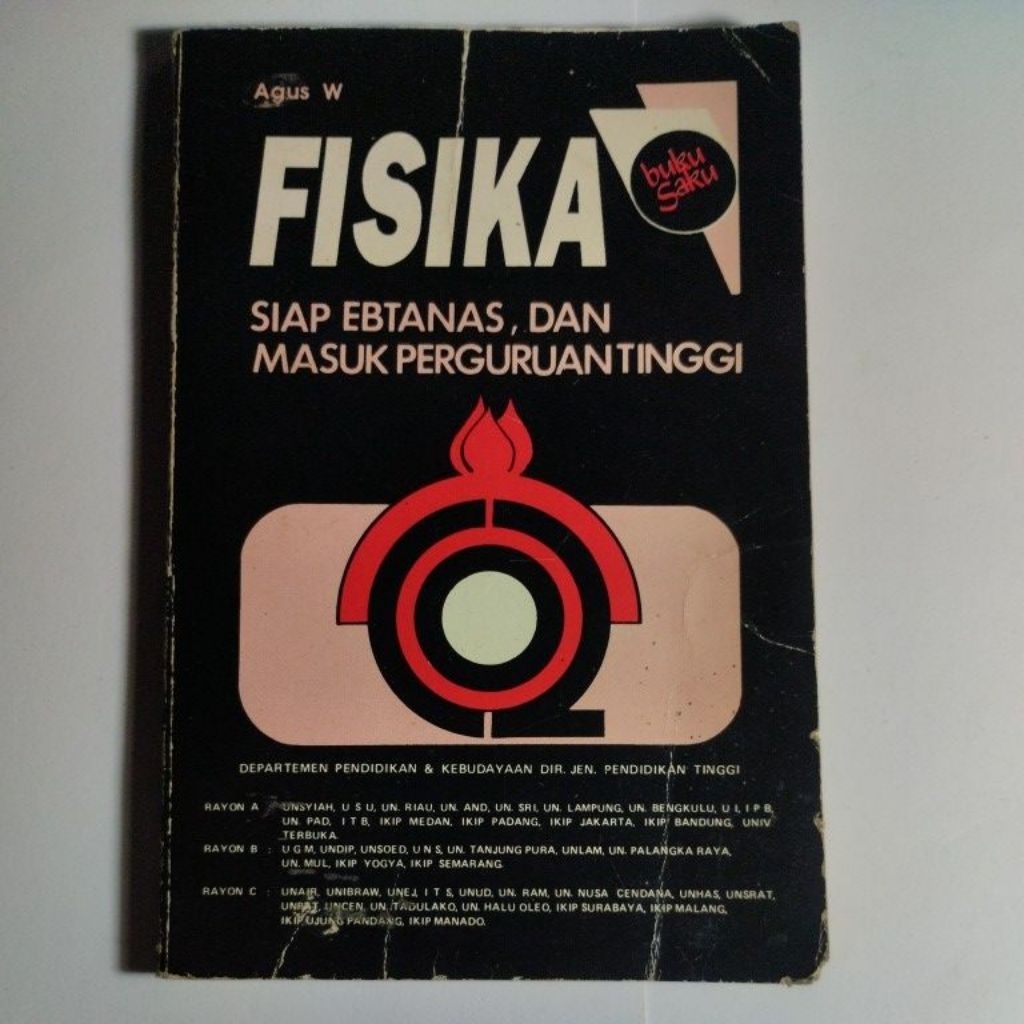 Agus W
FISIKA
buku
saku
SIAP EBTANAS, DAN
MASUK PERGURUAN TINGGI
DEPARTEMEN PENDIDIKAN & KEBUDAYAAN DIR. JEN. PENDIDIKAN TINGGI
RAYON A : UNSYIAH, U S U, UN. RIAU, UN. AND, UN. SRI, UN. LAMPUNG, UN. BENGKULU, U I, I P B,
UN. PAD, I T B, IKIP MEDAN, IKIP PADANG, IKIP JAKARTA, IKIP BANDUNG, UNIV
TERBUKA.
RAYON B : U G M, UNDIP, UNSOED, U N S, UN. TANJUNG PURA, UNLAM, UN. PALANGKA RAYA,
UN. MUL, IKIP YOGYA, IKIP SEMARANG.
RAYON C : UNAIR, UNIBRAW, UNEJ, I T S, UNUD, UN. RAM, UN. NUSA CENDANA, UNHAS, UNSRAT,
UNPAT, UNCEN, UN. TADULAKO, UN. HALU OLEO, IKIP SURABAYA, IKIP MALANG,
IKIP UJUNG PANDANG, IKIP MANADO.